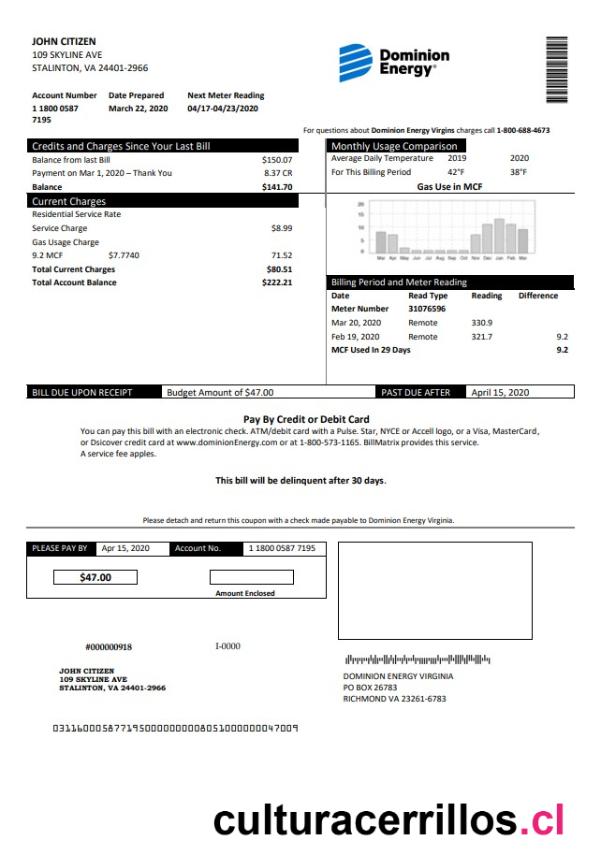 JOHN CITIZEN
109 SKYLINE AVE
STALINTON, VA 24401-2966
Dominion
Energy®
Account Number Date Prepared Next Meter Reading
1 1800 0587 March 22, 2020 04/17-04/23/2020
7195
For questions about Dominion Energy Virgins charges call 1-800-688-4673
Credits and Charges Since Your Last Bill
Balance from last Bill $150.07
Payment on Mar 1, 2020 – Thank You 8.37 CR
Balance $141.70
Current Charges
Residential Service Rate
Service Charge $8.99
Gas Usage Charge
9.2 MCF $7.7740 71.52
Total Current Charges $80.51
Total Account Balance $222.21
Monthly Usage Comparison
Average Daily Temperature 2019 2020
For This Billing Period 42°F 38°F
Gas Use in MCF
20
15
10
5
0
Mar Apr May Jun Jul Aug Sep Oct Nov Dec Jan Feb Mar
Billing Period and Meter Reading
Date Read Type Reading Difference
Meter Number 31076596
Mar 20, 2020 Remote 330.9
Feb 19, 2020 Remote 321.7 9.2
MCF Used In 29 Days 9.2
BILL DUE UPON RECEIPT Budget Amount of $47.00 PAST DUE AFTER April 15, 2020
Pay By Credit or Debit Card
You can pay this bill with an electronic check. ATM/debit card with a Pulse. Star, NYCE or Accell logo, or a Visa, MasterCard,
or Dsicover credit card at www.dominionEnergy.com or at 1-800-573-1165. BillMatrix provides this service.
A service fee applies.
This bill will be delinquent after 30 days.
Please detach and return this coupon with a check made payable to Dominion Energy Virginia.
PLEASE PAY BY Apr 15, 2020 Account No. 1 1800 0587 7195
$47.00
Amount Enclosed
#000000918 I-0000
JOHN CITIZEN
109 SKYLINE AVE
STALINTON, VA 24401-2966
DOMINION ENERGY VIRGINIA
PO BOX 26783
RICHMOND VA 23261-6783
0311600058771950000000008051000000047009
culturacerrillos.cl